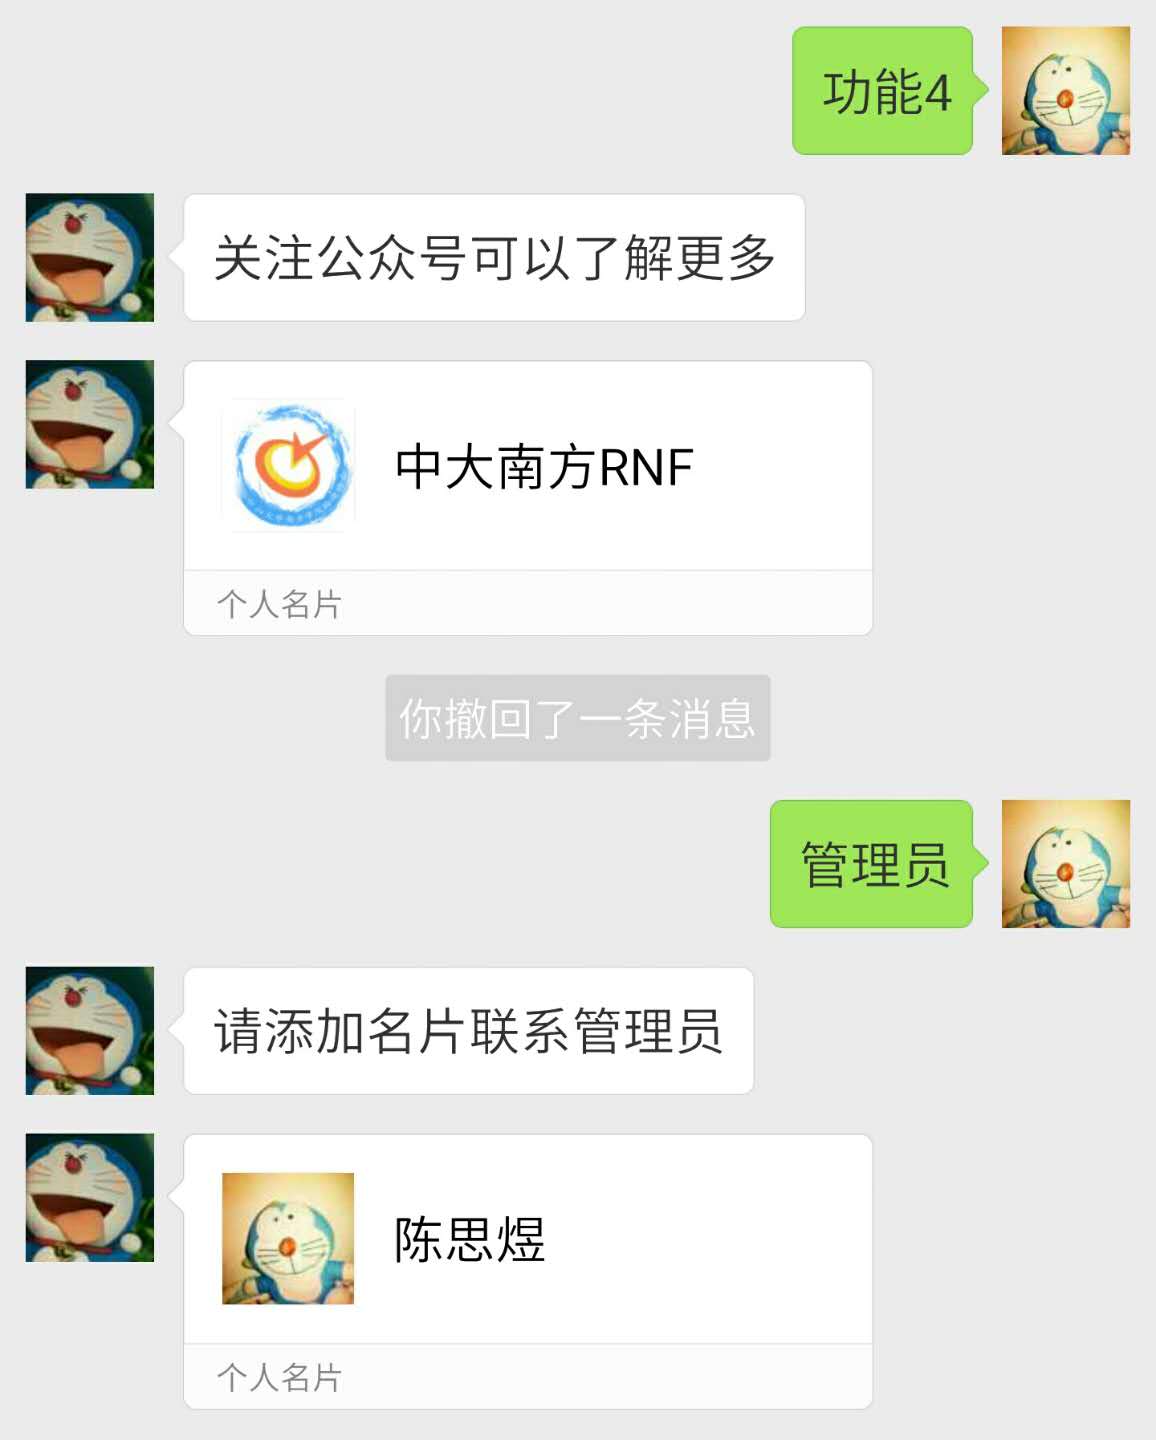 功能4
关注公众号可以了解更多
中大南方RNF
个人名片
你撤回了一条消息
管理员
请添加名片联系管理员
陈思煜
个人名片